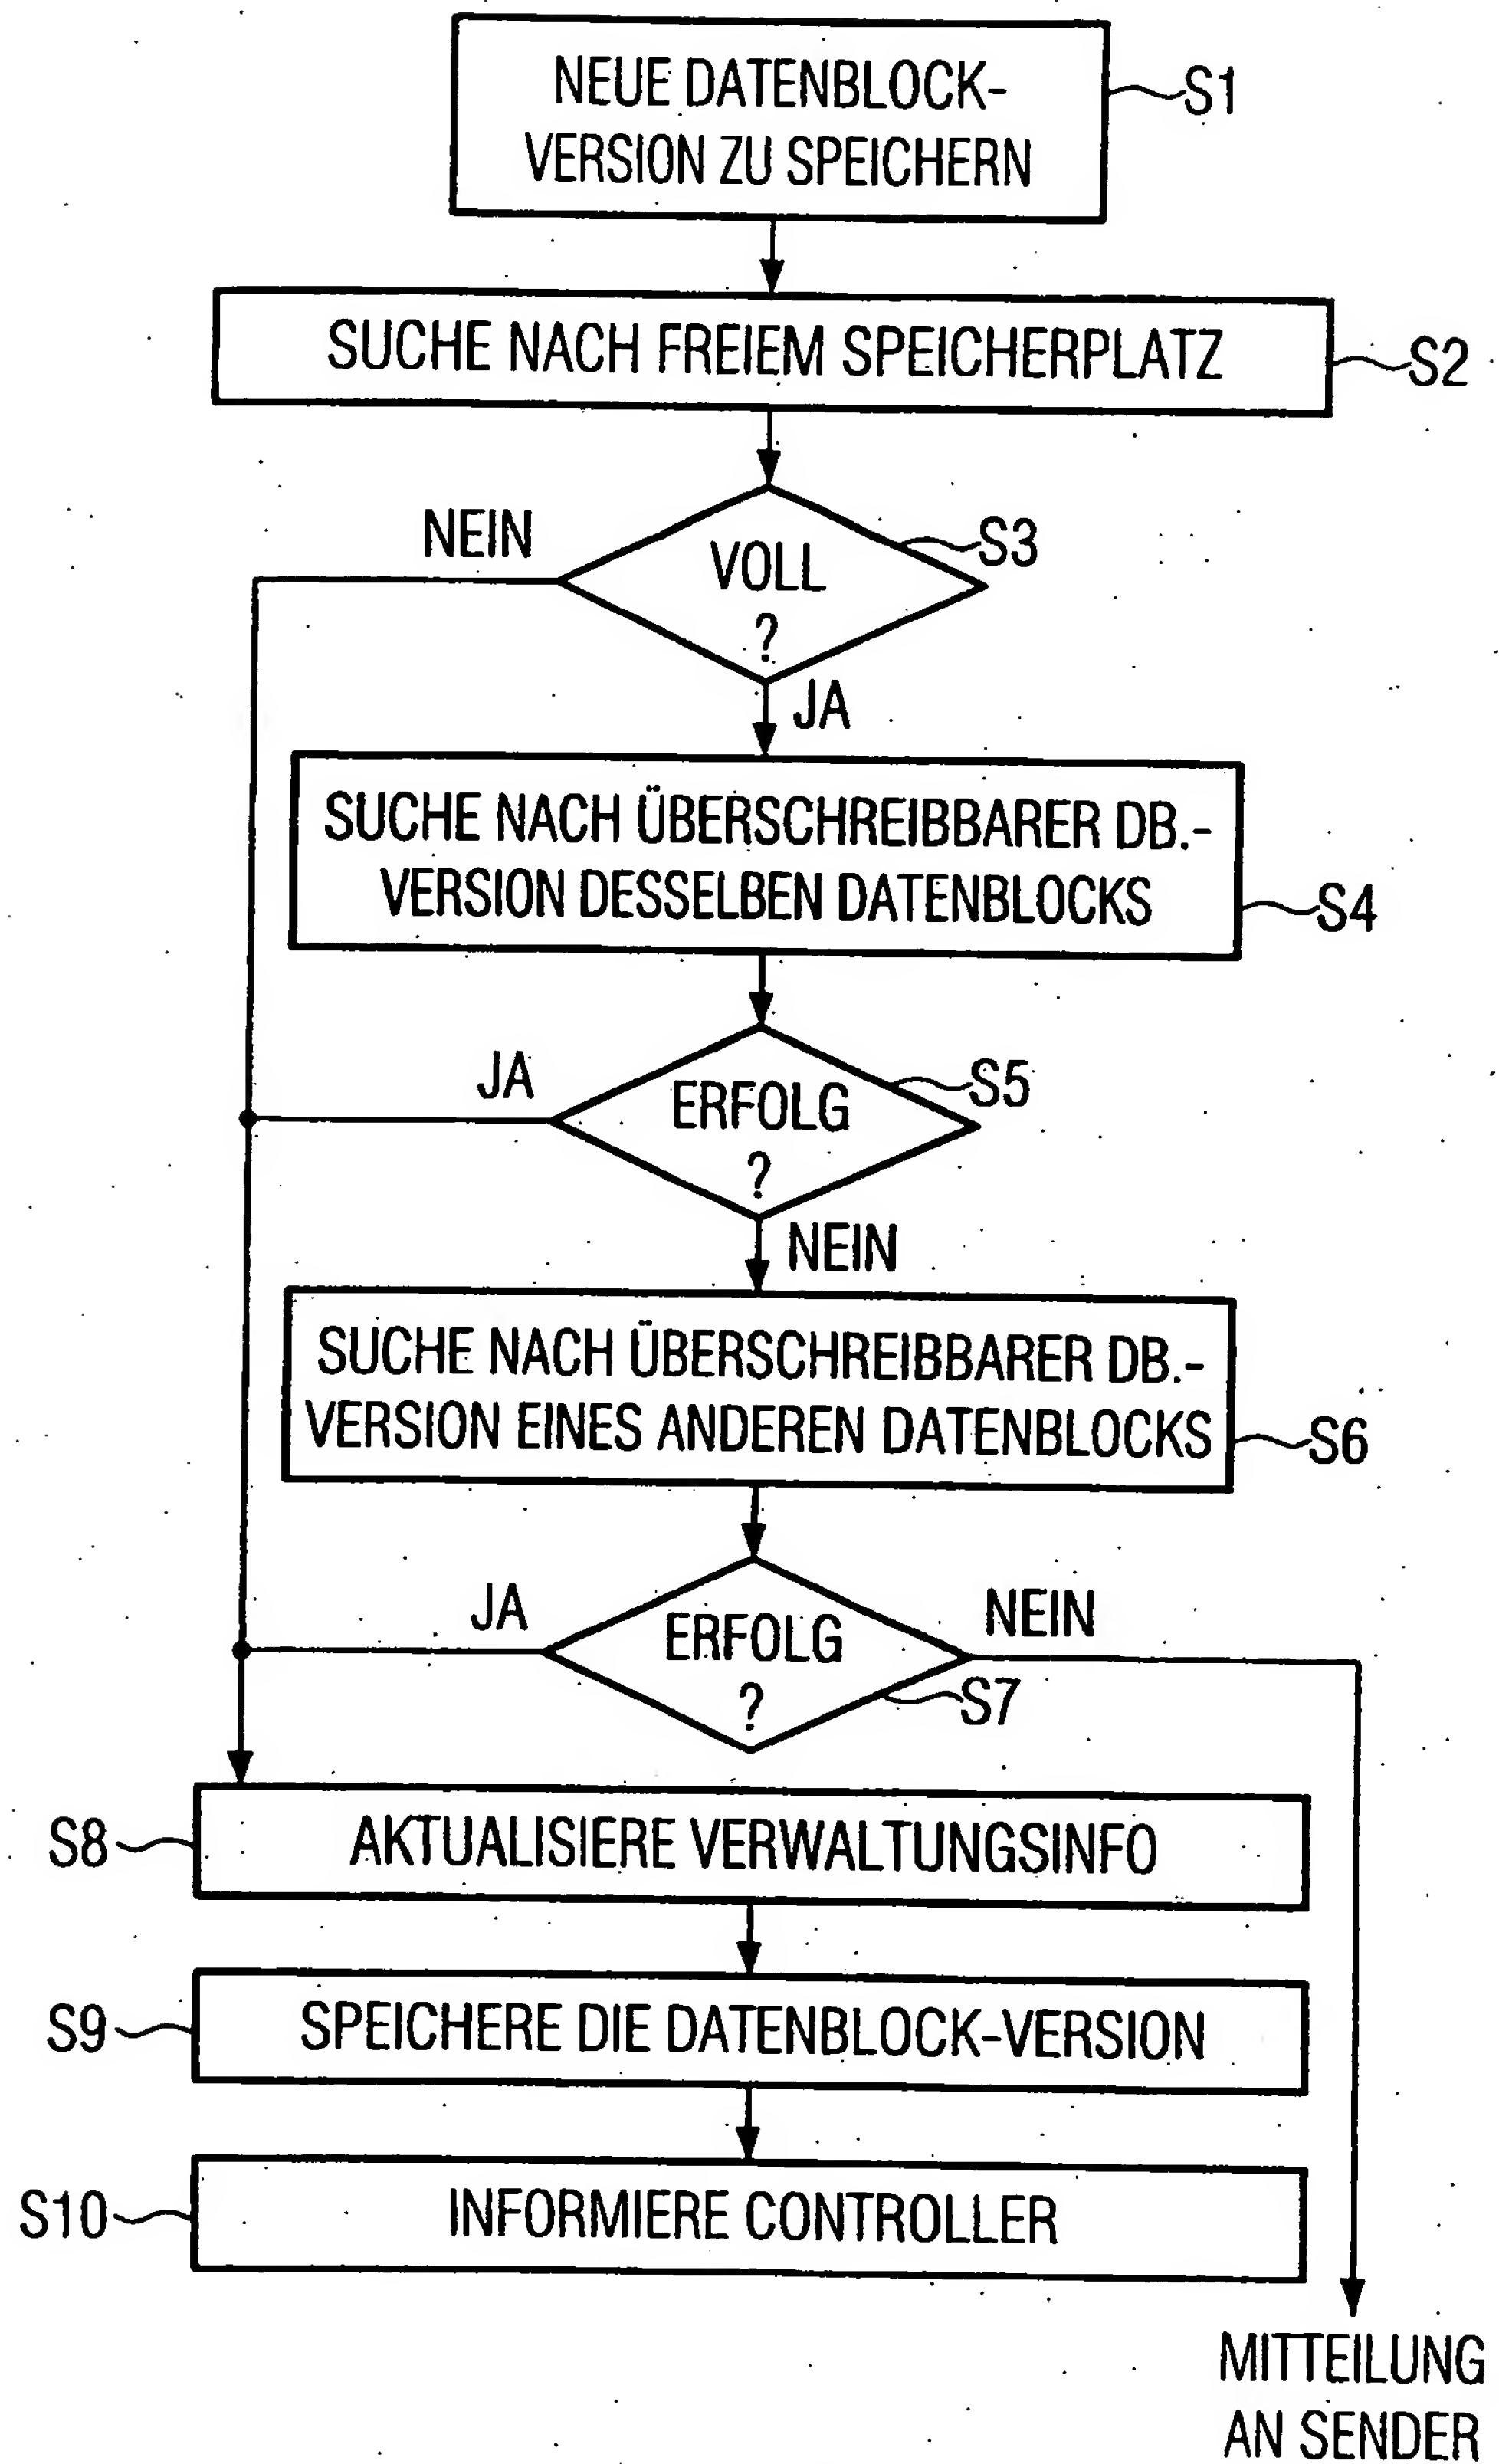 NEUE DATENBLOCK-
VERSION ZU SPEICHERN
S1
SUCHE NACH FREIEM SPEICHERPLATZ
S2
NEIN
VOLL
?
S3
JA
SUCHE NACH ÜBERSCHREIBBARER DB.-
VERSION DESSELBEN DATENBLOCKS
S4
JA
ERFOLG
?
S5
NEIN
SUCHE NACH ÜBERSCHREIBBARER DB.-
VERSION EINES ANDEREN DATENBLOCKS
S6
JA
ERFOLG
?
NEIN
S7
S8
AKTUALISIERE VERWALTUNGSINFO
S9
SPEICHERE DIE DATENBLOCK-VERSION
S10
INFORMIERE CONTROLLER
MITTEILUNG
AN SENDER